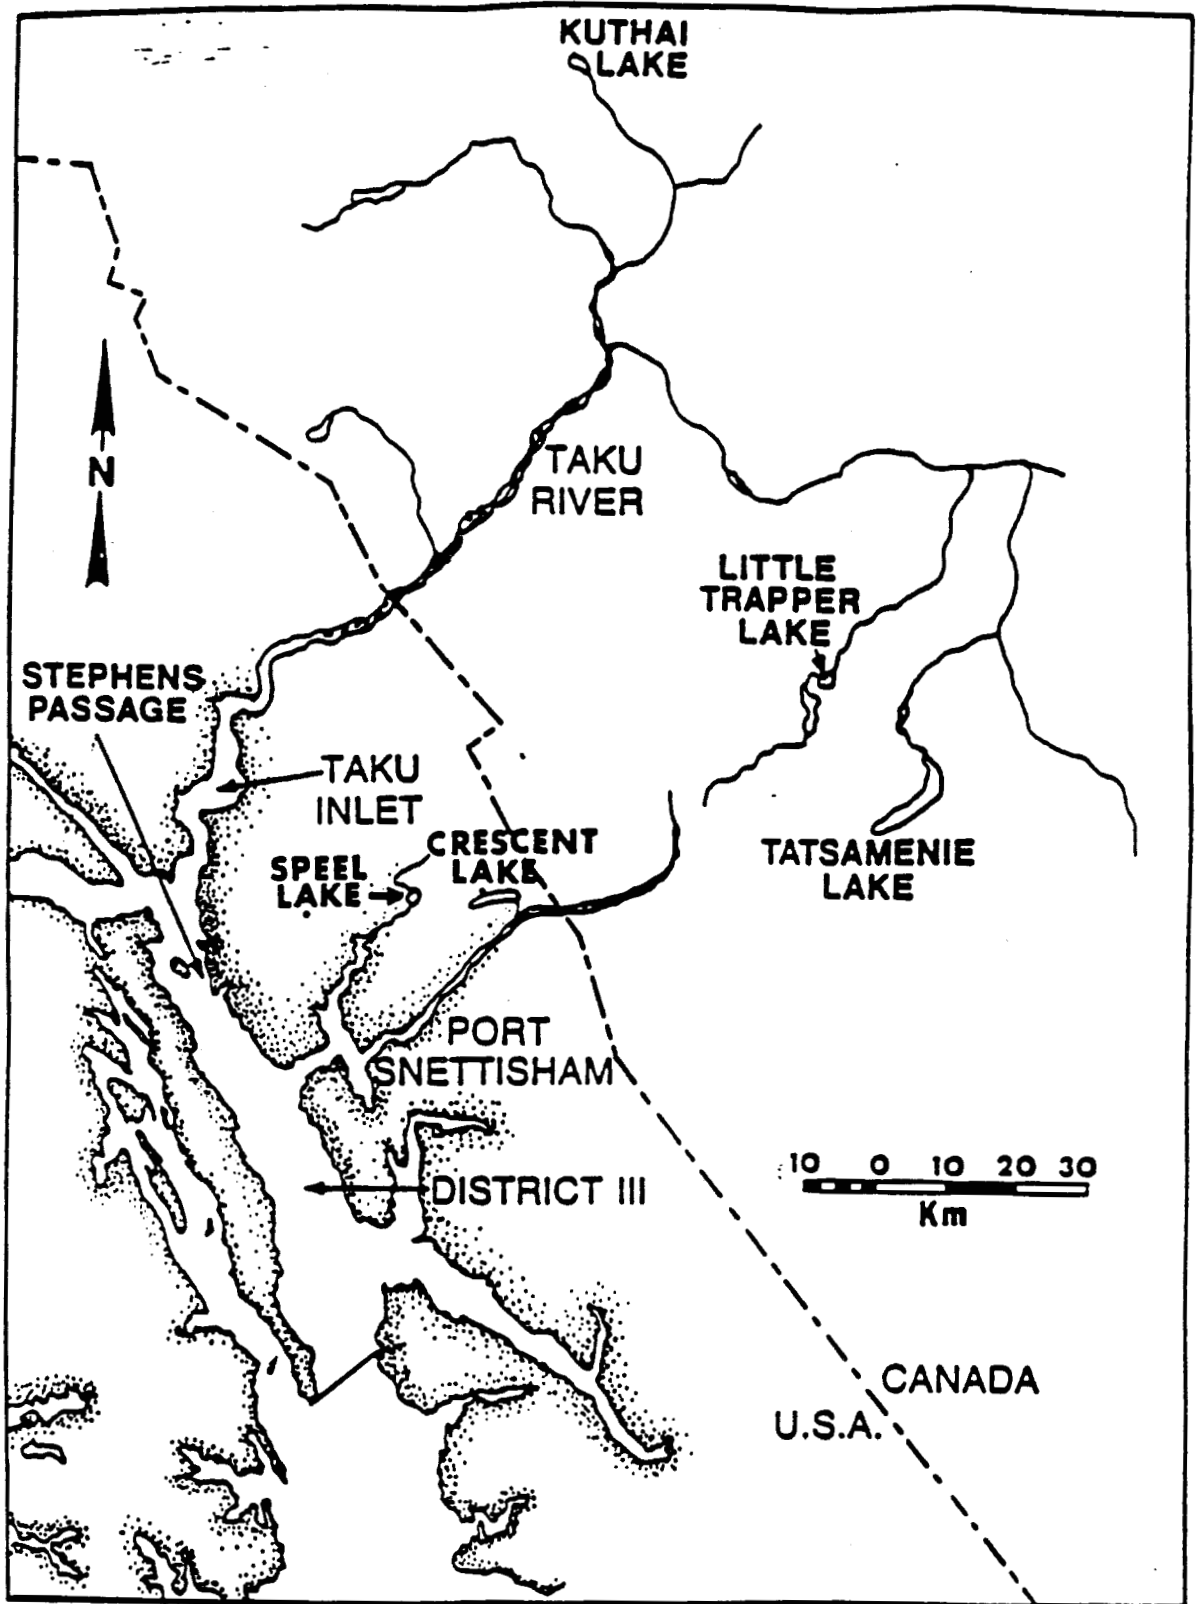 KUTHAI
LAKE
N
TAKU
RIVER
LITTLE
TRAPPER
LAKE
STEPHENS
PASSAGE
TAKU
INLET
CRESCENT
LAKE
SPEEL
LAKE
TATSAMENIE
LAKE
PORT
SNETTISHAM
DISTRICT III
10 0 10 20 30
Km
CANADA
U.S.A.